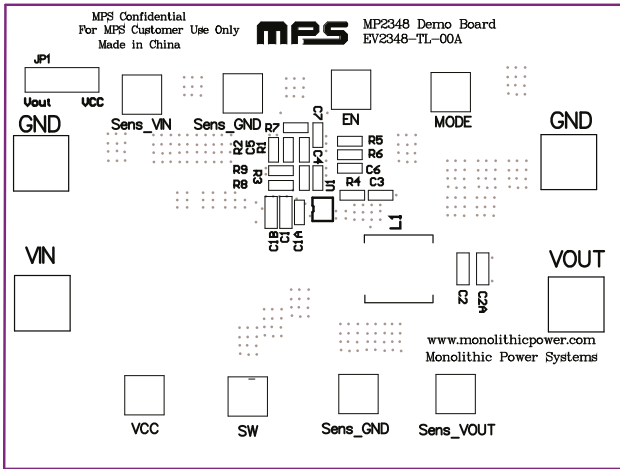 MPS Confidential
For MPS Customer Use Only
Made in China
mps
MP2348 Demo Board
EV2348-TL-00A
JP1
Vout VCC
Sens_VIN
Sens_GND
EN
MODE
GND
GND
R7
C7
R2
C5
R1
C4
R5
R6
C6
R9
R8
R3
U1
R4
C3
C1B
C1
C1A
L1
VIN
VOUT
C2
C2A
www.monolithicpower.com
Monolithic Power Systems
VCC
SW
Sens_GND
Sens_VOUT